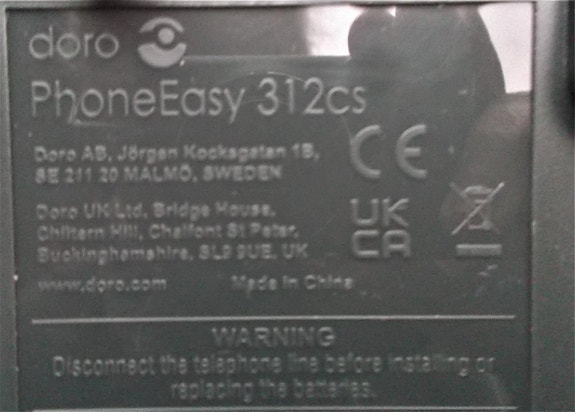 doro
PhoneEasy 312cs
Doro AB, Jörgen Kocksgatan 1B,
SE 211 20 MALMÖ, SWEDEN
CE
Doro UK Ltd, Bridge House,
Chiltern Hill, Chalfont St Peter,
Buckinghamshire, SL9 9UE, UK
UK
CA
www.doro.com Made in China
WARNING
Disconnect the telephone line before installing or
replacing the batteries.